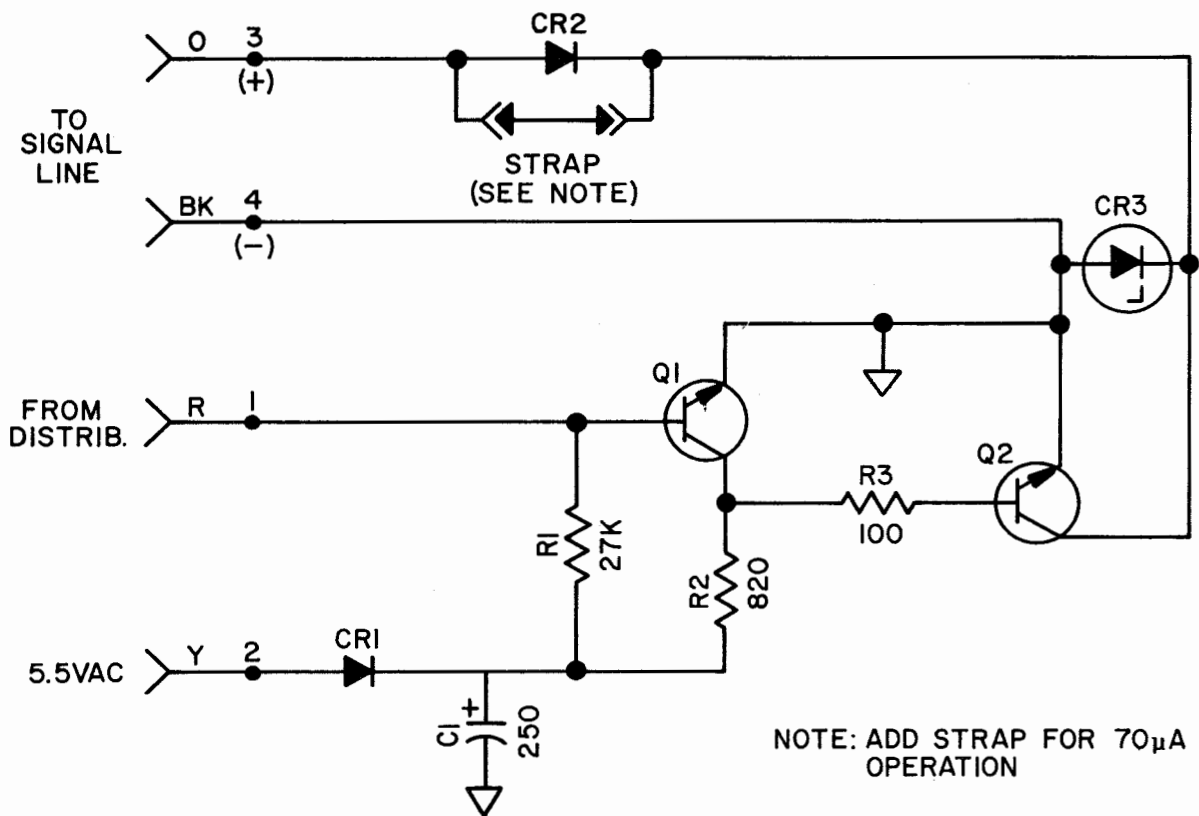 CR2
O 3
(+)
TO
SIGNAL
LINE
STRAP
(SEE NOTE)
BK 4
(−)
CR3
Q1
FROM
DISTRIB.
R 1
Q2
R3
100
R1
27K
R2
820
CR1
5.5VAC
Y 2
+
C1
250
NOTE: ADD STRAP FOR 70μA
OPERATION